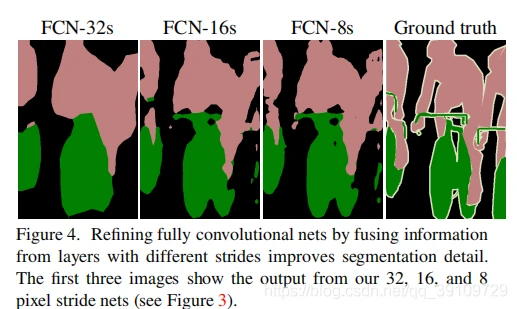 FCN-32s FCN-16s FCN-8s Ground truth
Figure 4. Refining fully convolutional nets by fusing information
from layers with different strides improves segmentation detail.
The first three images show the output from our 32, 16, and 8
pixel stride nets (see Figure 3).
https://blog.csdn.net/qq_39109729